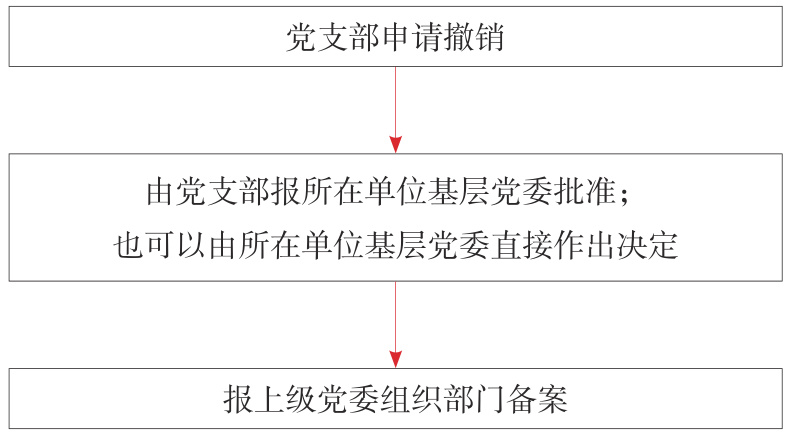 党支部申请撤销
由党支部报所在单位基层党委批准；
也可以由所在单位基层党委直接作出决定
报上级党委组织部门备案